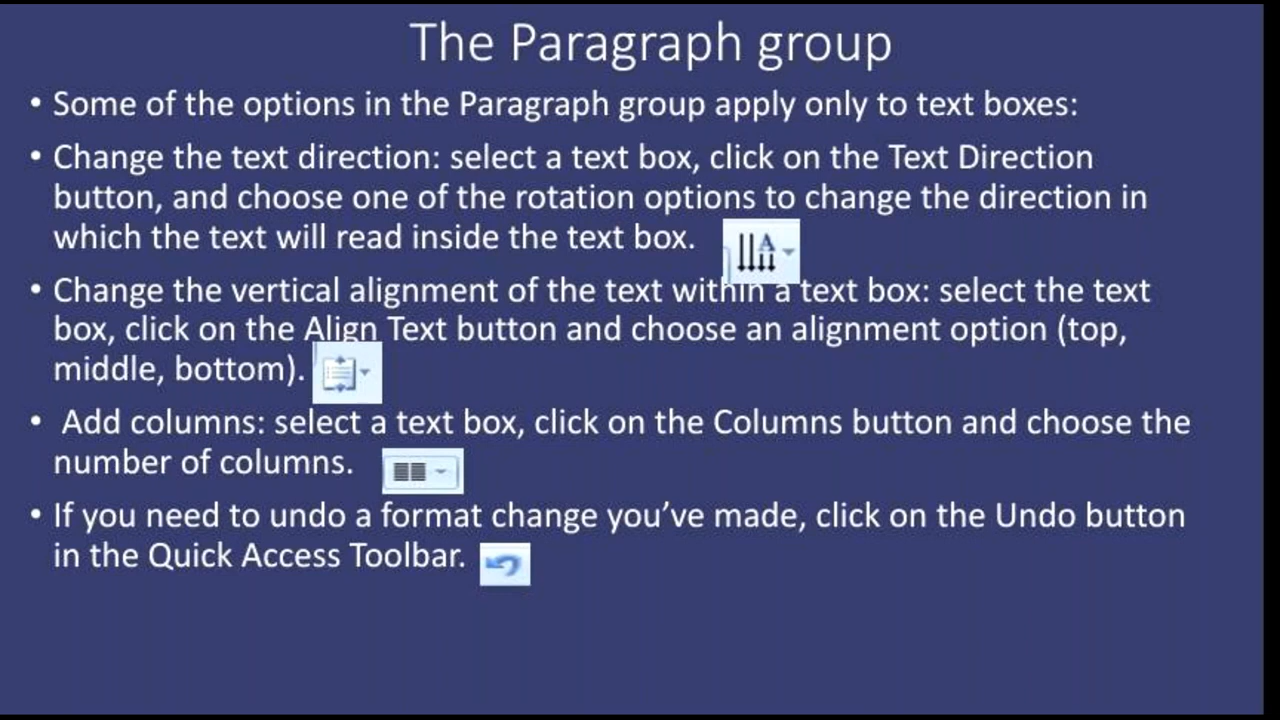 The Paragraph group
• Some of the options in the Paragraph group apply only to text boxes:
• Change the text direction: select a text box, click on the Text Direction
button, and choose one of the rotation options to change the direction in
which the text will read inside the text box.
• Change the vertical alignment of the text within a text box: select the text
box, click on the Align Text button and choose an alignment option (top,
middle, bottom).
• Add columns: select a text box, click on the Columns button and choose the
number of columns.
• If you need to undo a format change you’ve made, click on the Undo button
in the Quick Access Toolbar.